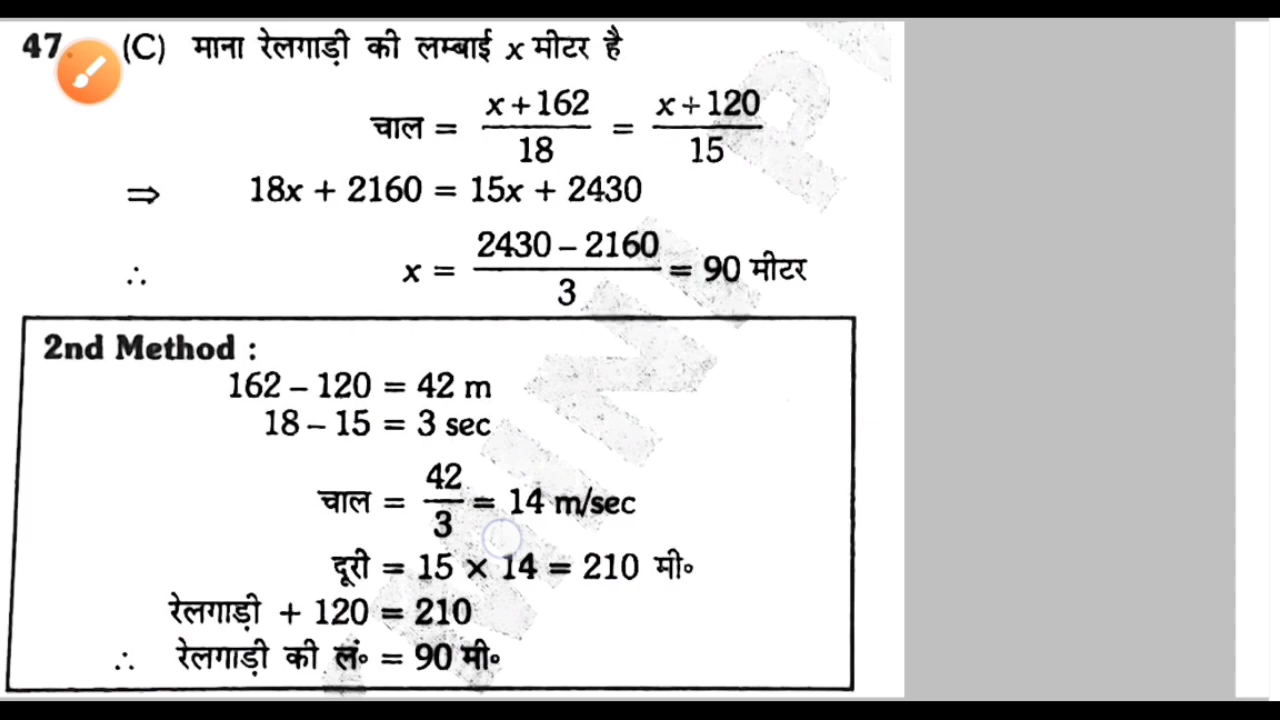 47. (C) माना रेलगाड़ी की लम्बाई x मीटर है
चाल = x + 162 / 18 = x + 120 / 15
⇒ 18x + 2160 = 15x + 2430
∴ x = 2430 – 2160 / 3 = 90 मीटर
2nd Method :
162 – 120 = 42 m
18 – 15 = 3 sec
चाल = 42 / 3 = 14 m/sec
दूरी = 15 × 14 = 210 मी॰
रेलगाड़ी + 120 = 210
∴ रेलगाड़ी की लं॰ = 90 मी॰